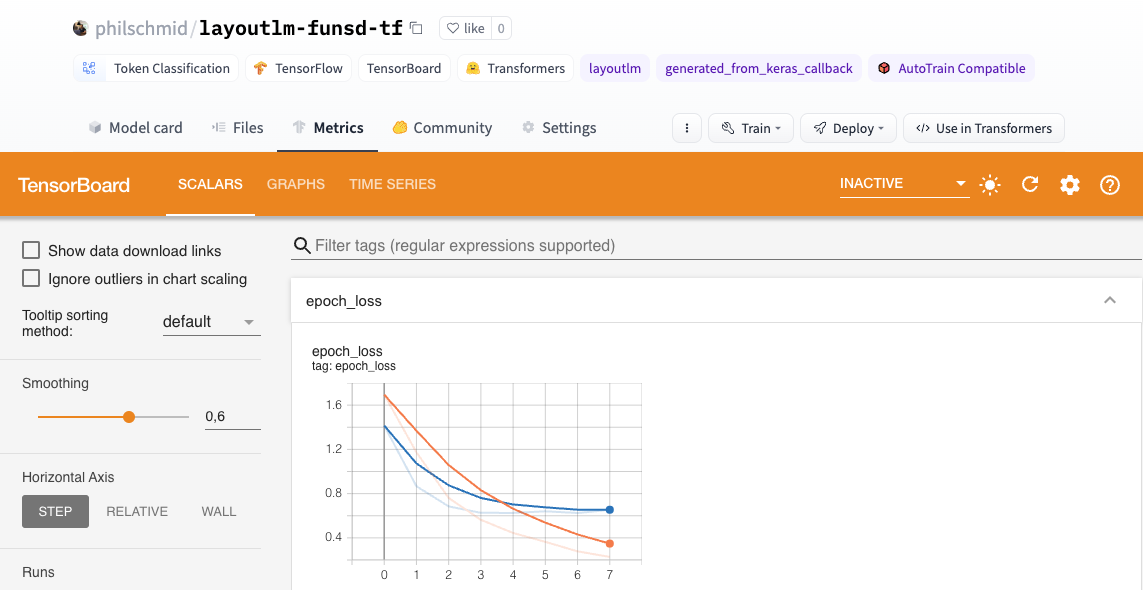 philschmid/layoutlm-funsd-tf like 0
Token Classification TensorFlow TensorBoard Transformers layoutlm generated_from_keras_callback AutoTrain Compatible
Model card Files Metrics Community Settings Train Deploy </> Use in Transformers
TensorBoard SCALARS GRAPHS TIME SERIES INACTIVE
Show data download links
Ignore outliers in chart scaling
Tooltip sorting
method:
default
Smoothing
0,6
Horizontal Axis
STEP RELATIVE WALL
Runs
Filter tags (regular expressions supported)
epoch_loss
epoch_loss
tag: epoch_loss
1.6
1.2
0.8
0.4
0 1 2 3 4 5 6 7